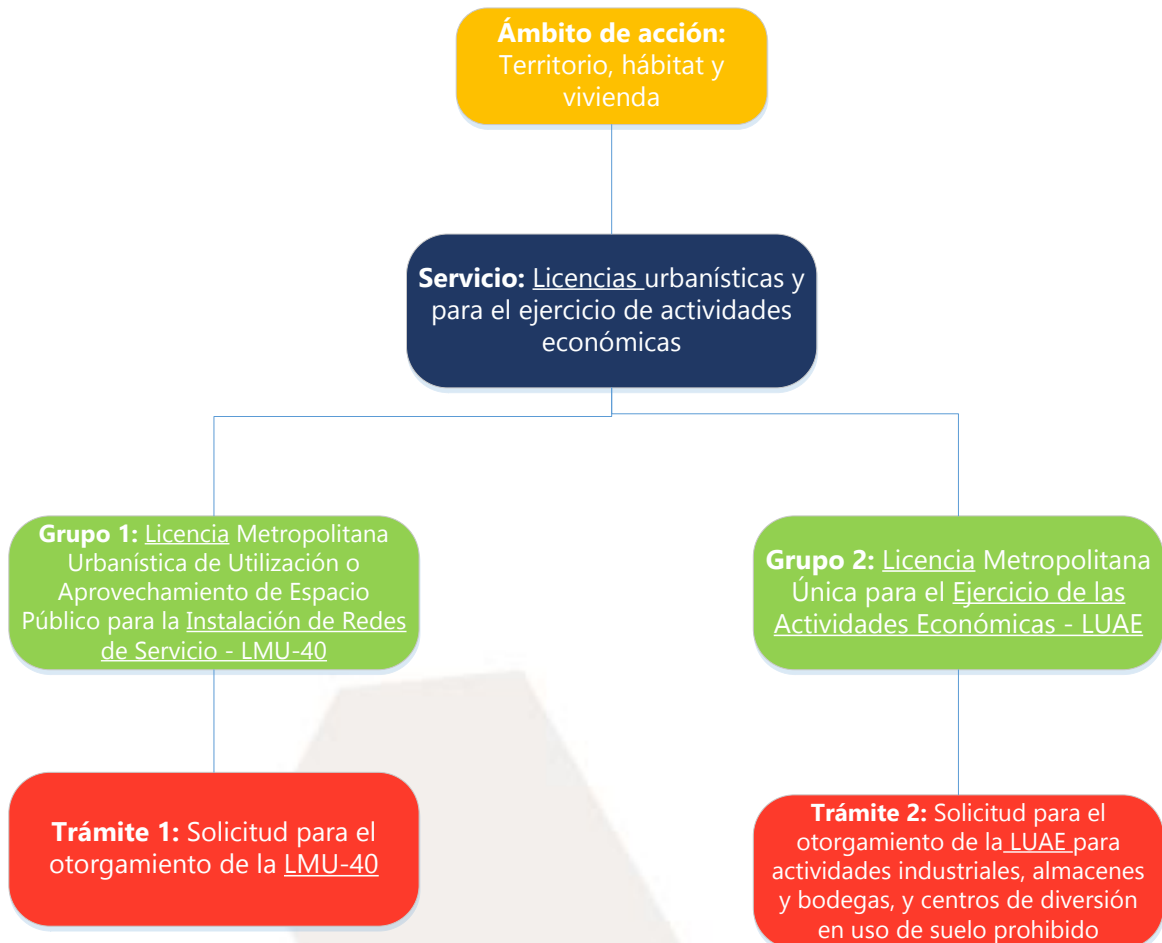 Ámbito de acción:
Territorio, hábitat y
vivienda
Servicio: Licencias urbanísticas y
para el ejercicio de actividades
económicas
Grupo 1: Licencia Metropolitana
Urbanística de Utilización o
Aprovechamiento de Espacio
Público para la Instalación de Redes
de Servicio - LMU-40
Grupo 2: Licencia Metropolitana
Única para el Ejercicio de las
Actividades Económicas - LUAE
Trámite 1: Solicitud para el
otorgamiento de la LMU-40
Trámite 2: Solicitud para el
otorgamiento de la LUAE para
actividades industriales, almacenes
y bodegas, y centros de diversión
en uso de suelo prohibido